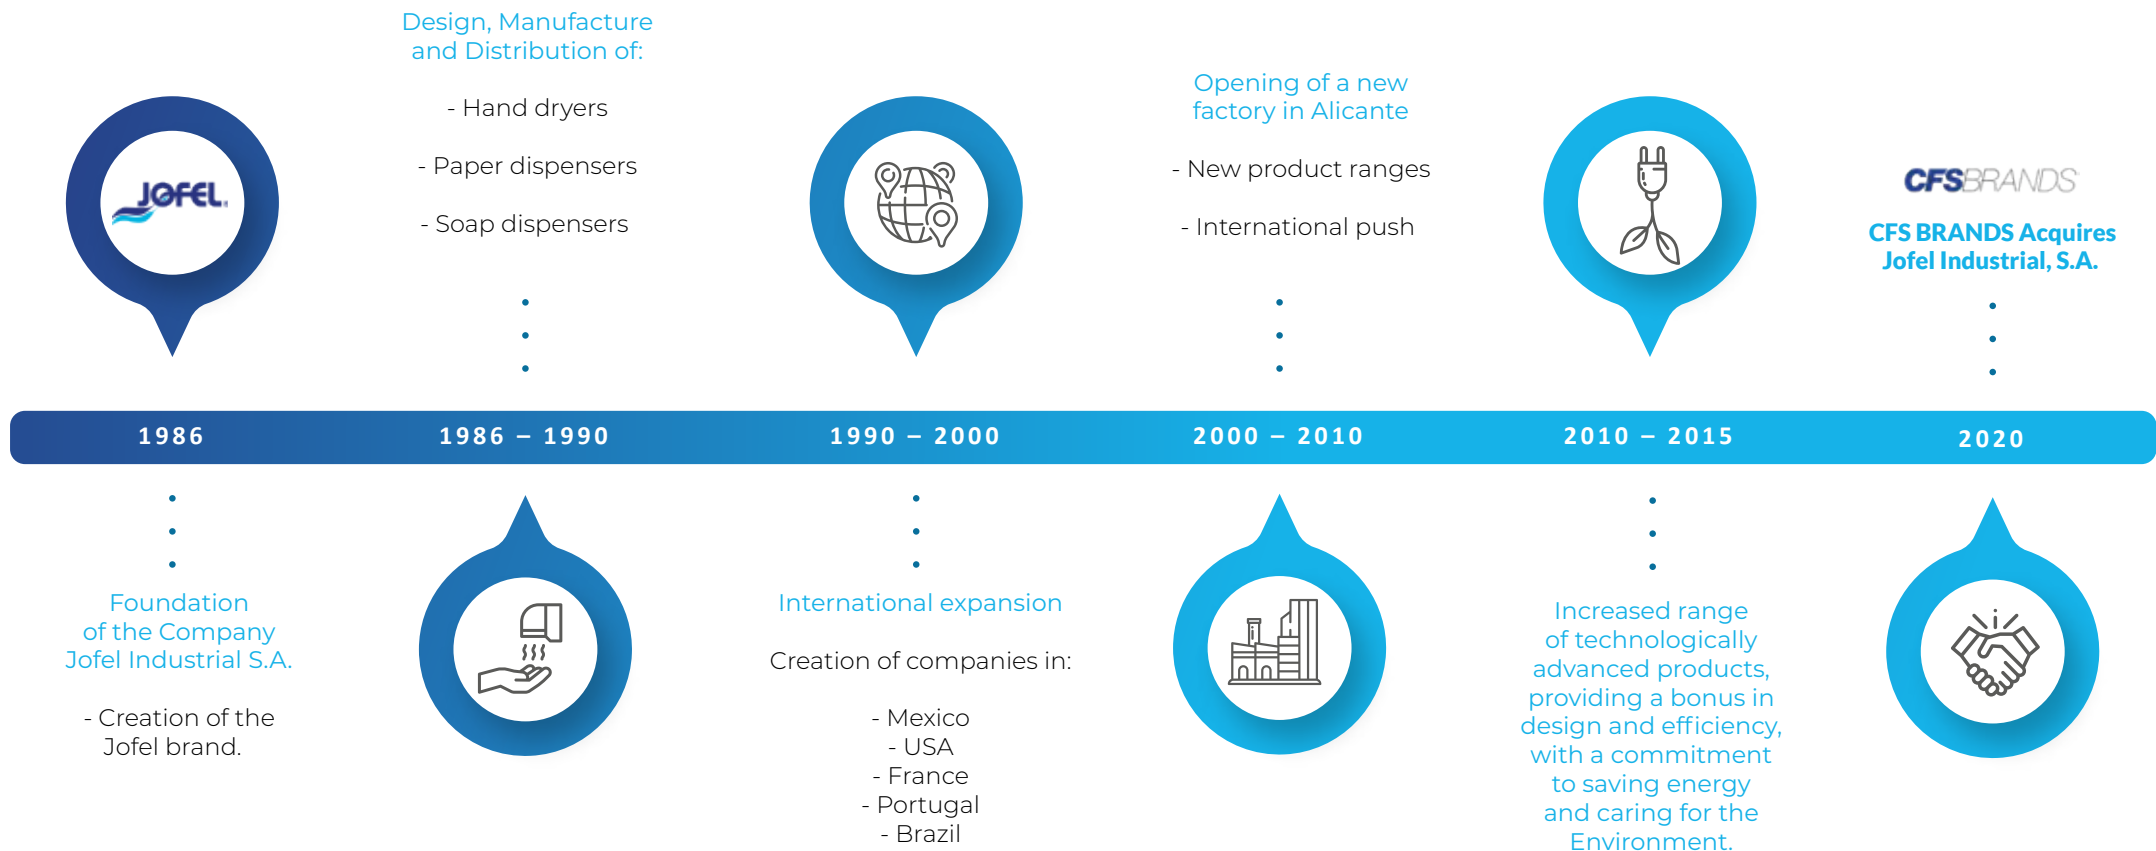 JOFEL
1986
Foundation
of the Company
Jofel Industrial S.A.
- Creation of the
Jofel brand.
Design, Manufacture
and Distribution of:
- Hand dryers
- Paper dispensers
- Soap dispensers
1986 – 1990
1990 – 2000
International expansion
Creation of companies in:
- Mexico
- USA
- France
- Portugal
- Brazil
Opening of a new
factory in Alicante
- New product ranges
- International push
2000 – 2010
2010 – 2015
Increased range
of technologically
advanced products,
providing a bonus in
design and efficiency,
with a commitment
to saving energy
and caring for the
Environment.
CFSBRANDS
CFS BRANDS Acquires
Jofel Industrial, S.A.
2020